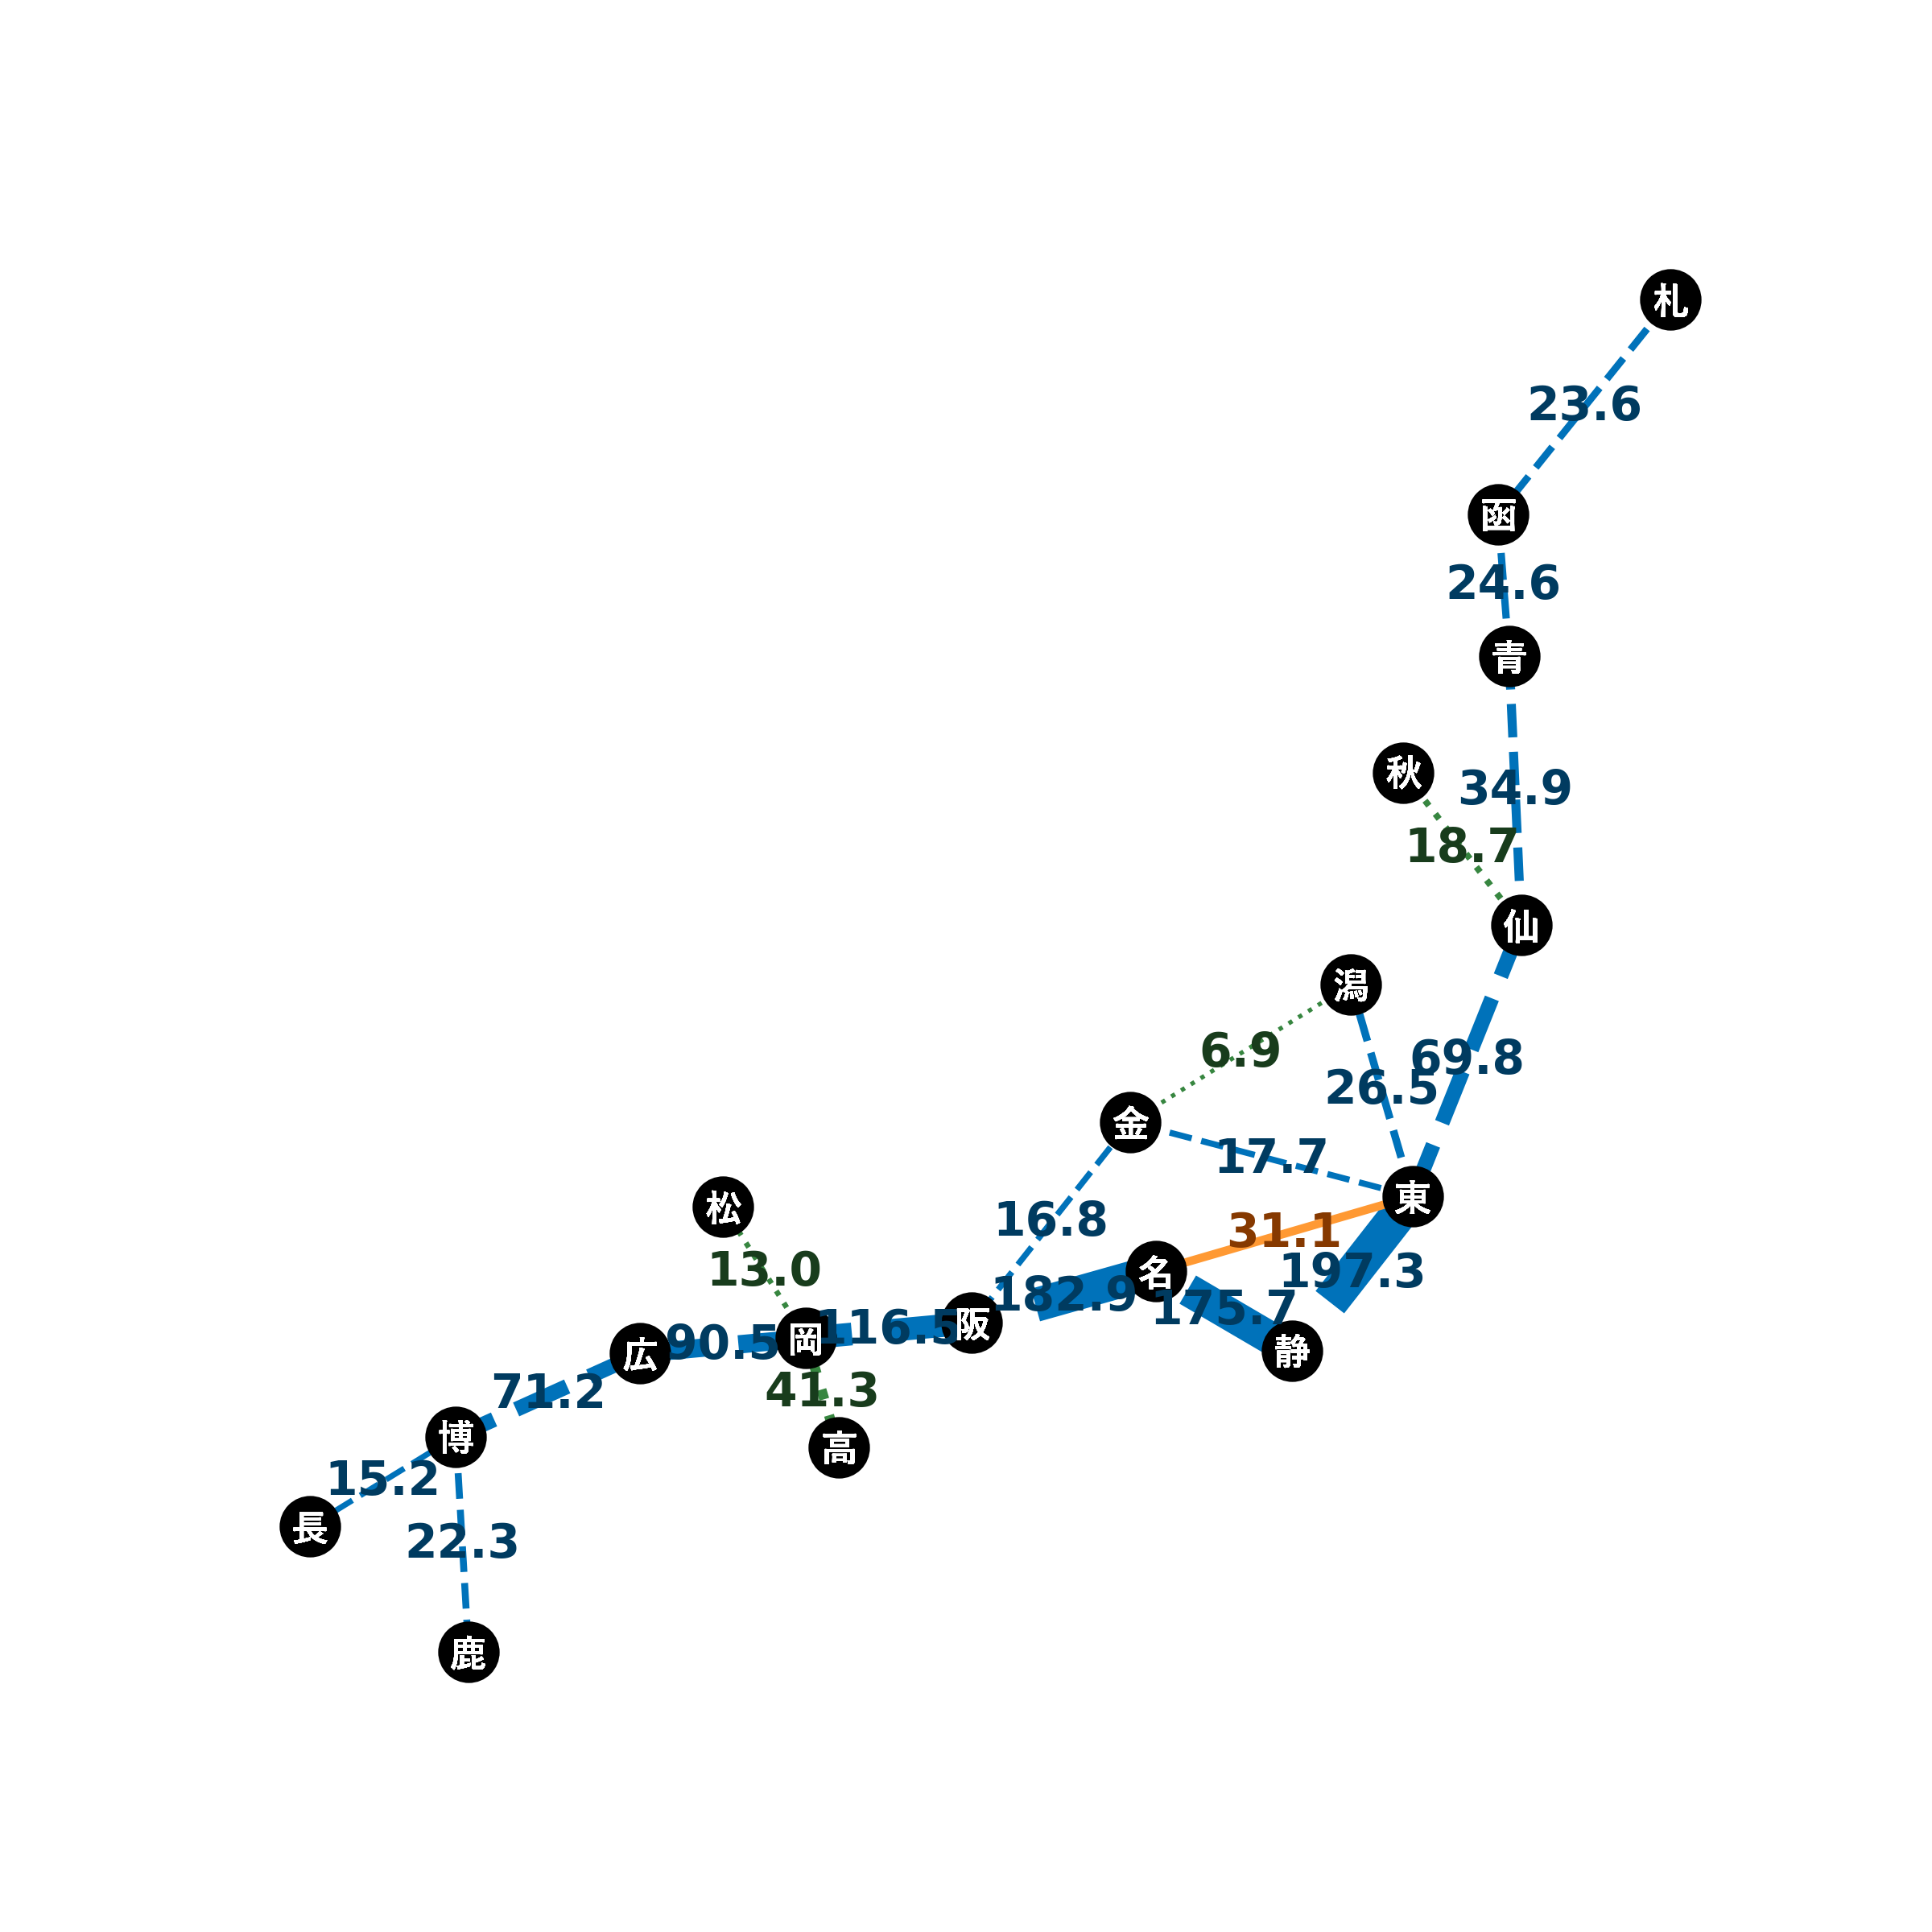 札
23.6
函
24.6
青
秋
34.9
18.7
仙
潟
6.9
69.8
26.5
金
17.7
東
松
16.8
31.1
13.0
名
197.3
182.9
175.7
阪
116.5
岡
90.5
広
静
41.3
71.2
博
高
15.2
長
22.3
鹿